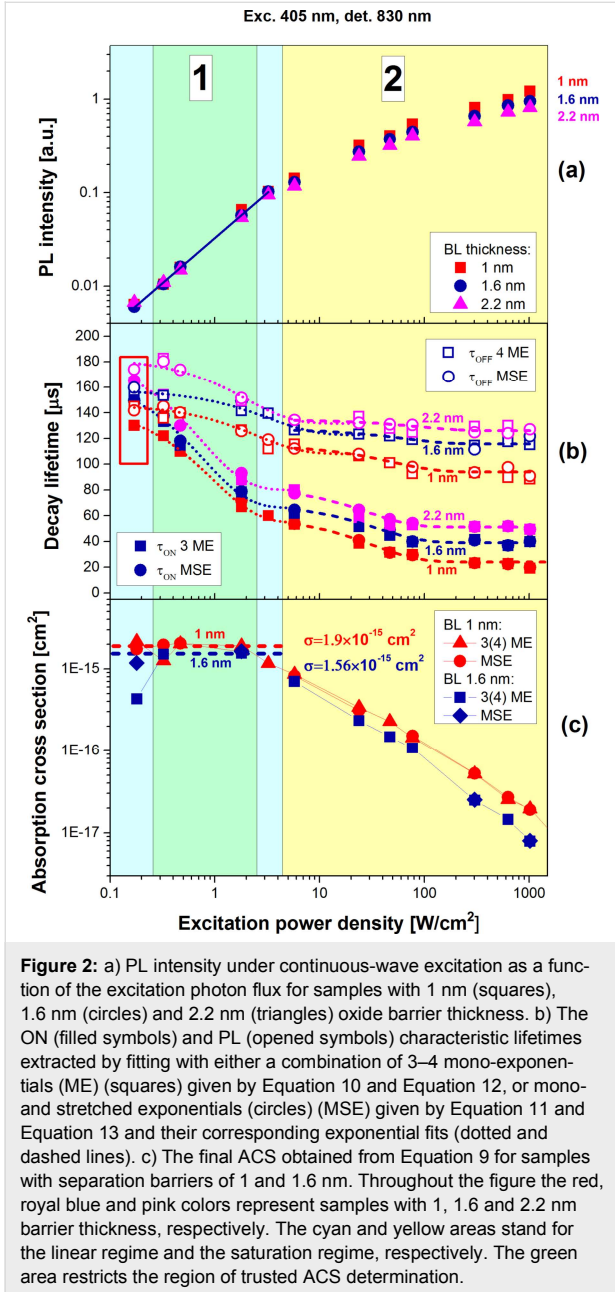 Exc. 405 nm, det. 830 nm
1
2
1 nm
1.6 nm
2.2 nm
1
0.1
0.01
PL intensity [a.u.]
(a)
BL thickness:
1 nm
1.6 nm
2.2 nm
200
180
160
140
120
100
80
60
40
20
0
Decay lifetime [µs]
τOFF 4 ME
τOFF MSE
2.2 nm
1.6 nm
1 nm
(b)
τON 3 ME
τON MSE
2.2 nm
1.6 nm
1 nm
1E-15
1E-16
1E-17
Absorption cross section [cm²]
1 nm
1.6 nm
σ=1.9×10⁻¹⁵ cm²
σ=1.56×10⁻¹⁵ cm²
BL 1 nm:
3(4) ME
MSE
BL 1.6 nm:
3(4) ME
MSE
(c)
0.1
1
10
100
1000
Excitation power density [W/cm²]
Figure 2: a) PL intensity under continuous-wave excitation as a func-
tion of the excitation photon flux for samples with 1 nm (squares),
1.6 nm (circles) and 2.2 nm (triangles) oxide barrier thickness. b) The
ON (filled symbols) and PL (opened symbols) characteristic lifetimes
extracted by fitting with either a combination of 3–4 mono-exponen-
tials (ME) (squares) given by Equation 10 and Equation 12, or mono-
and stretched exponentials (circles) (MSE) given by Equation 11 and
Equation 13 and their corresponding exponential fits (dotted and
dashed lines). c) The final ACS obtained from Equation 9 for samples
with separation barriers of 1 and 1.6 nm. Throughout the figure the red,
royal blue and pink colors represent samples with 1, 1.6 and 2.2 nm
barrier thickness, respectively. The cyan and yellow areas stand for
the linear regime and the saturation regime, respectively. The green
area restricts the region of trusted ACS determination.